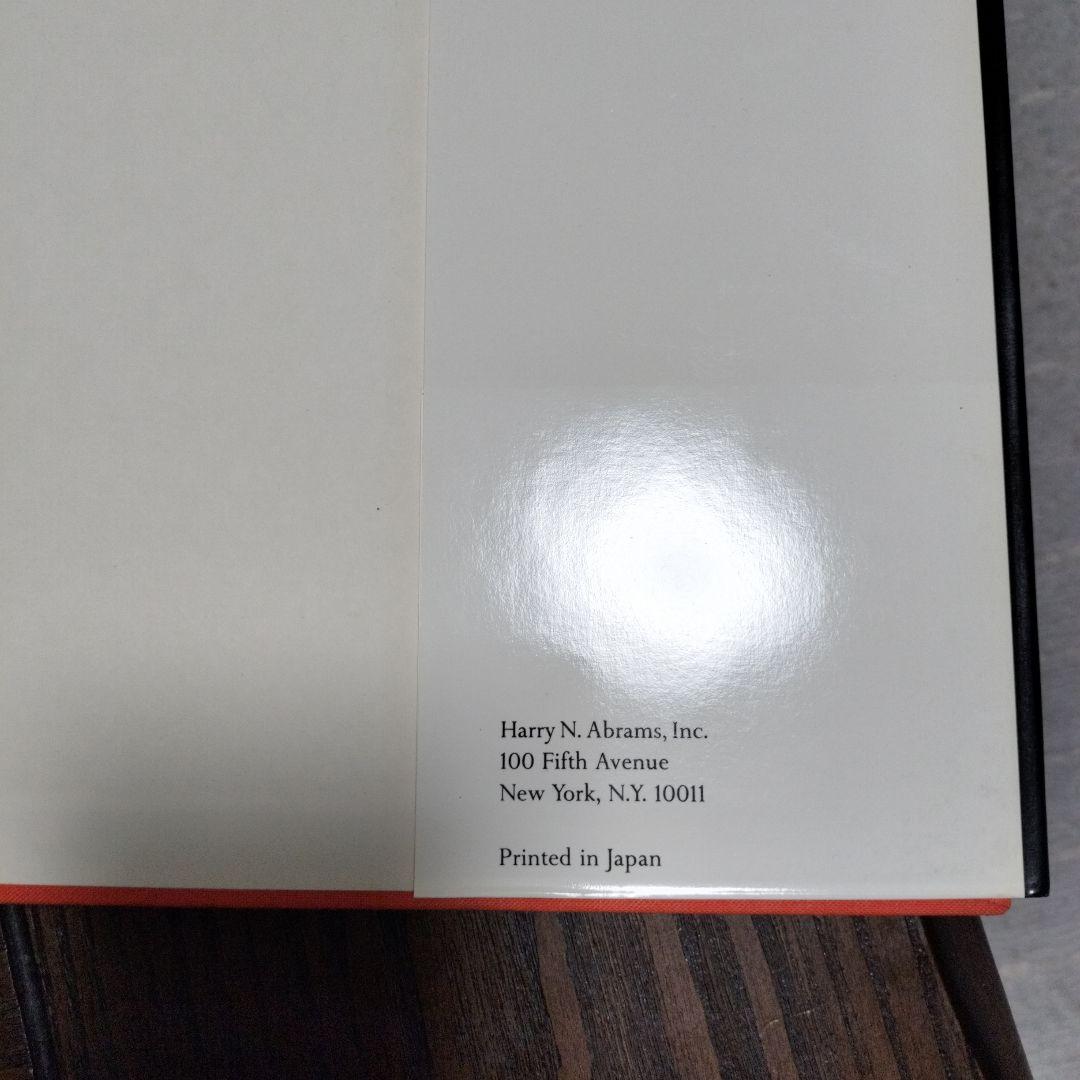 Harry N. Abrams, Inc.
100 Fifth Avenue
New York, N.Y. 10011
Printed in Japan